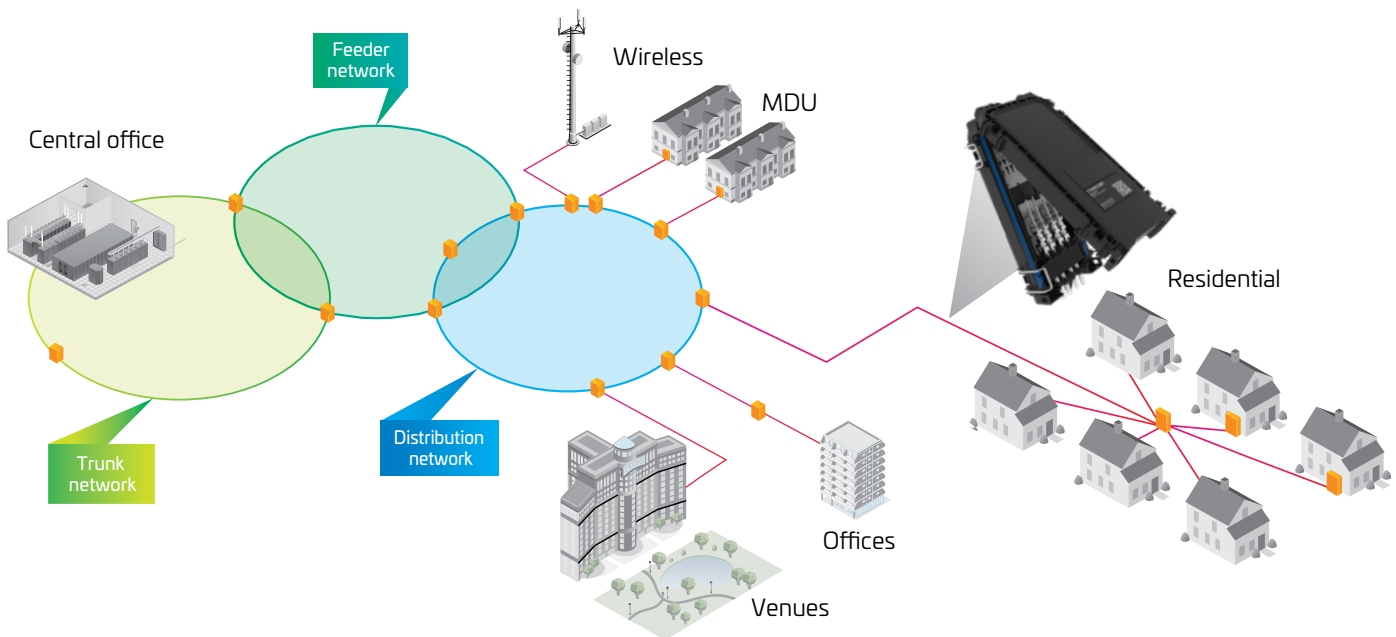 Feeder
network
Wireless
MDU
Central office
Residential
Distribution
network
Trunk
network
Offices
Venues